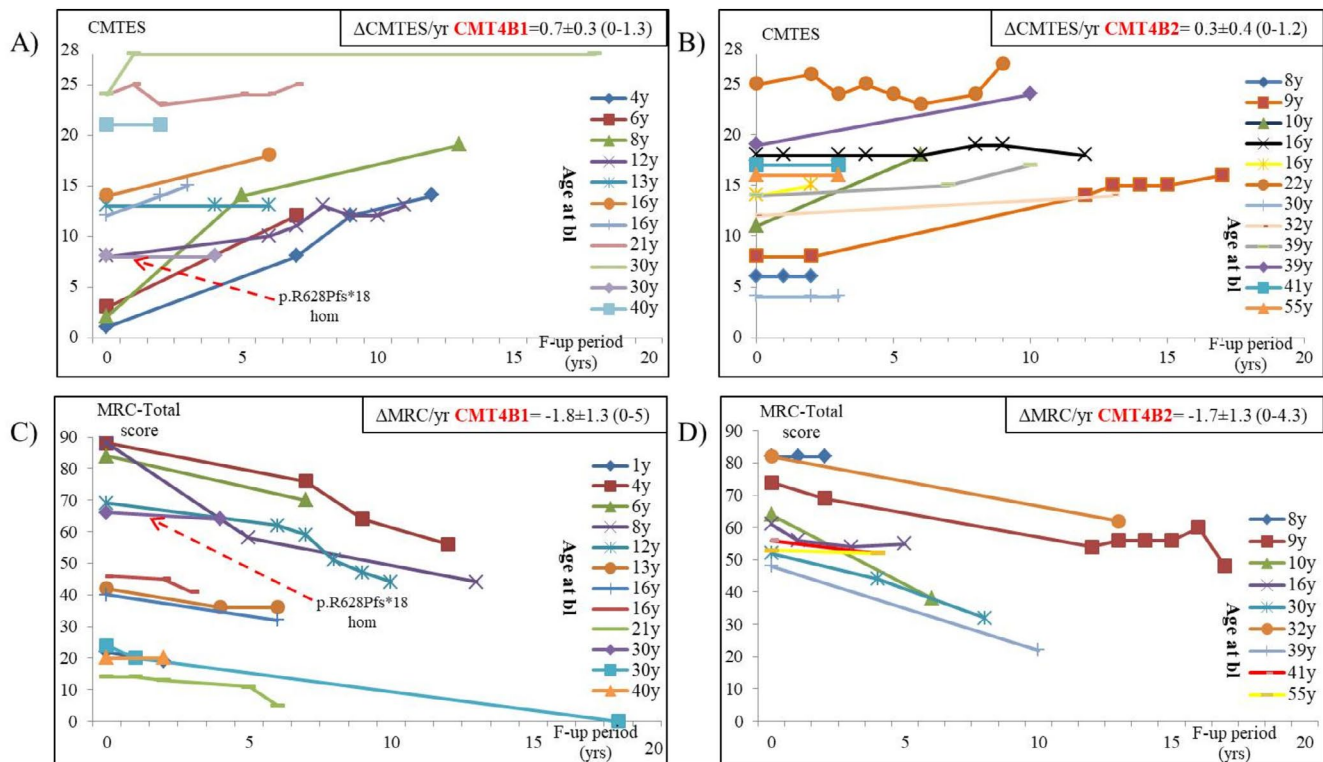 A)
CMTES
ΔCMTES/yr CMT4B1=0.7±0.3 (0-1.3)
28
25
20
15
10
5
0
0 5 10 15 20
F-up period
(yrs)
p.R628Pfs*18
hom
Age at bl
4y
6y
8y
12y
13y
16y
16y
21y
30y
30y
40y
B)
CMTES
ΔCMTES/yr CMT4B2= 0.3±0.4 (0-1.2)
28
25
20
15
10
5
0
0 5 10 15 20
F-up period
(yrs)
Age at bl
8y
9y
10y
16y
16y
22y
30y
32y
39y
39y
41y
55y
C)
MRC-Total
score
ΔMRC/yr CMT4B1= -1.8±1.3 (0-5)
90
80
70
60
50
40
30
20
10
0
0 5 10 15 20
F-up period
(yrs)
p.R628Pfs*18
hom
Age at bl
1y
4y
6y
8y
12y
13y
16y
16y
21y
30y
30y
40y
D)
MRC-Total
score
ΔMRC/yr CMT4B2= -1.7±1.3 (0-4.3)
90
80
70
60
50
40
30
20
10
0
0 5 10 15 20
F-up period
(yrs)
Age at bl
8y
9y
10y
16y
30y
32y
39y
41y
55y